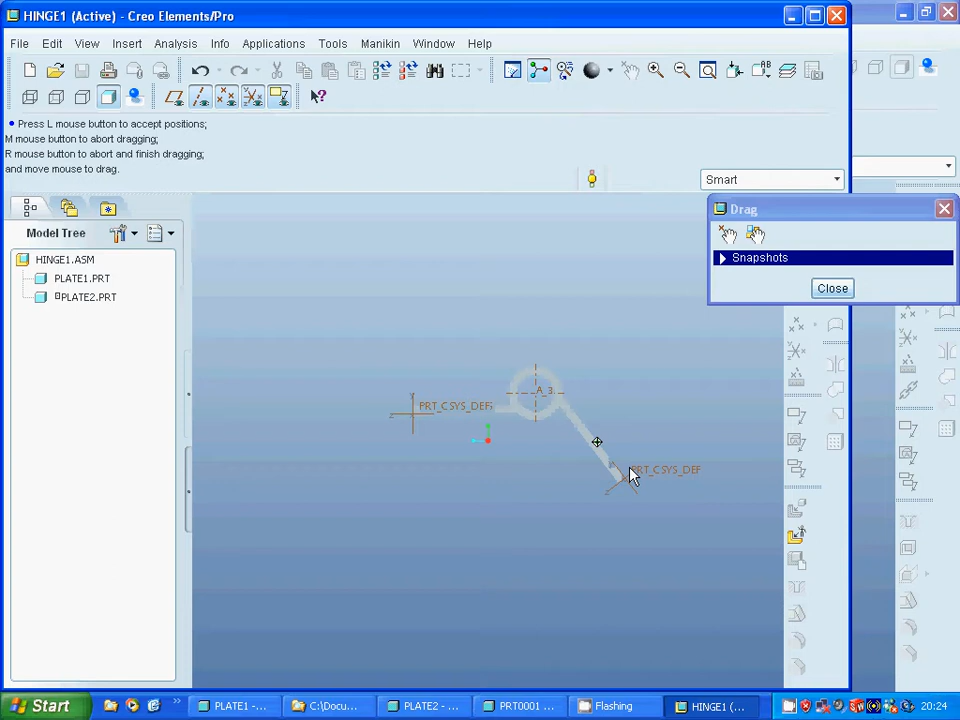 HINGE1 (Active) - Creo Elements/Pro
File Edit View Insert Analysis Info Applications Tools Manikin Window Help
Press L mouse button to accept positions;
M mouse button to abort dragging;
R mouse button to abort and finish dragging;
and move mouse to drag.
Smart
Drag
Snapshots
Close
Model Tree
HINGE1.ASM
PLATE1.PRT
PLATE2.PRT
A_3
PRT_CSYS_DEF
PRT_CSYS_DEF
Start
PLATE1 -...
C:\Docu...
PLATE2 - ...
PRT0001 ...
Flashing
HINGE1 (...
20:24